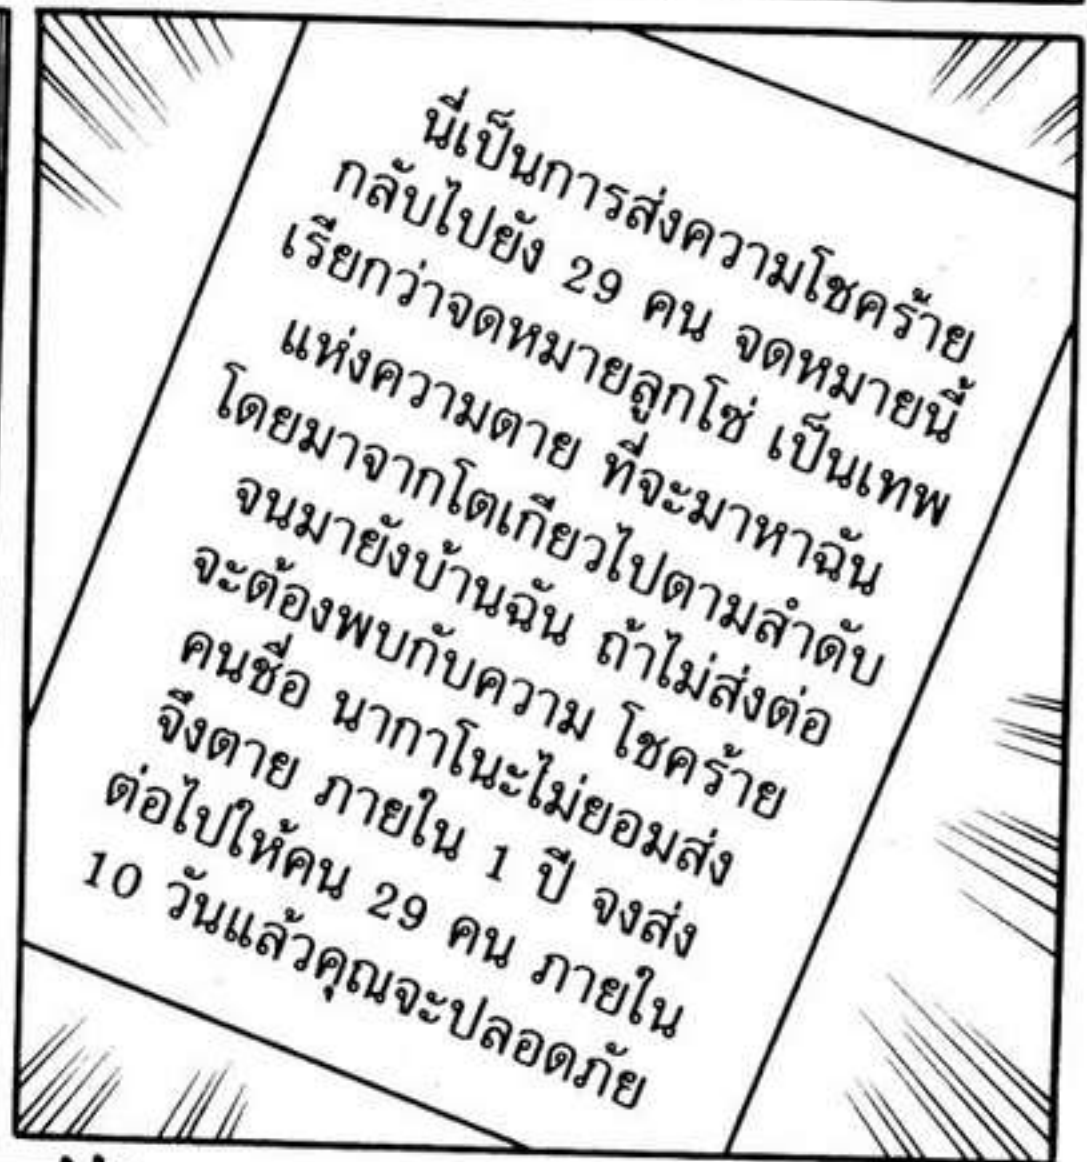 นี่เป็นการส่งความโชคร้าย
กลับไปยัง 29 คน จดหมายนี้
เรียกว่าจดหมายลูกโซ่ เป็นเทพ
แห่งความตาย ที่จะมาหาฉัน
โดยมาจากโตเกียวไปตามลำดับ
จนมายังบ้านฉัน ถ้าไม่ส่งต่อ
จะต้องพบกับความ โชคร้าย
คนชื่อ นากาโนะไม่ยอมส่ง
จึงตาย ภายใน 1 ปี จงส่ง
ต่อไปให้คน 29 คน ภายใน
10 วันแล้วคุณจะปลอดภัย